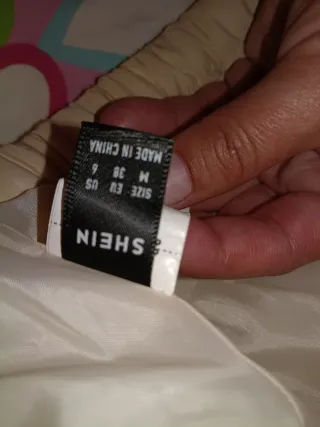 SHEIN
SIZE EU US
M 38 6
MADE IN CHINA